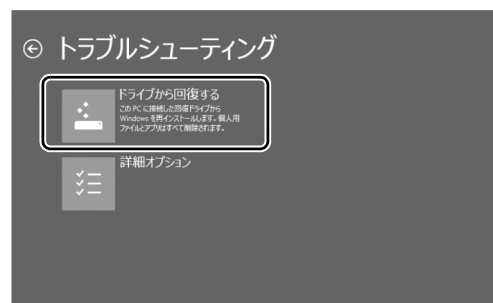 トラブルシューティング
ドライブから回復する
この PC に接続した回復ドライブから
Windows を再インストールします。個人用
ファイルとアプリはすべて削除されます。
詳細オプション